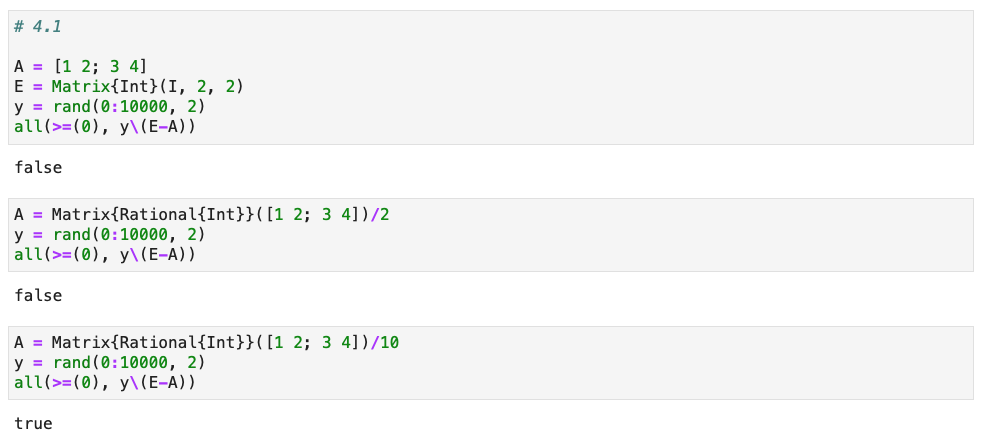 # 4.1
A = [1 2; 3 4]
E = Matrix{Int}(I, 2, 2)
y = rand(0:10000, 2)
all(>=(0), y\(E-A))
false
A = Matrix{Rational{Int}}([1 2; 3 4])/2
y = rand(0:10000, 2)
all(>=(0), y\(E-A))
false
A = Matrix{Rational{Int}}([1 2; 3 4])/10
y = rand(0:10000, 2)
all(>=(0), y\(E-A))
true